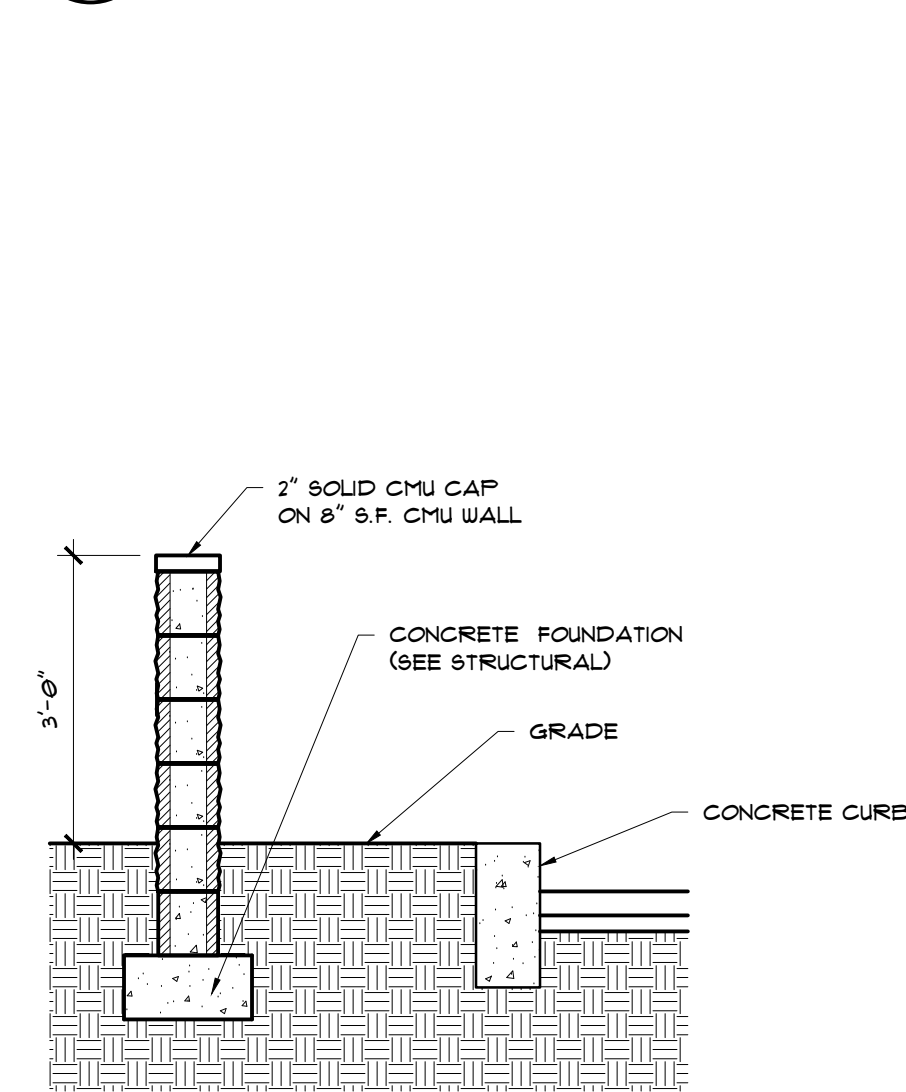 2" SOLID CMU CAP
ON 8" S.F. CMU WALL
CONCRETE FOUNDATION
(SEE STRUCTURAL)
3'-0"
GRADE
CONCRETE CURB